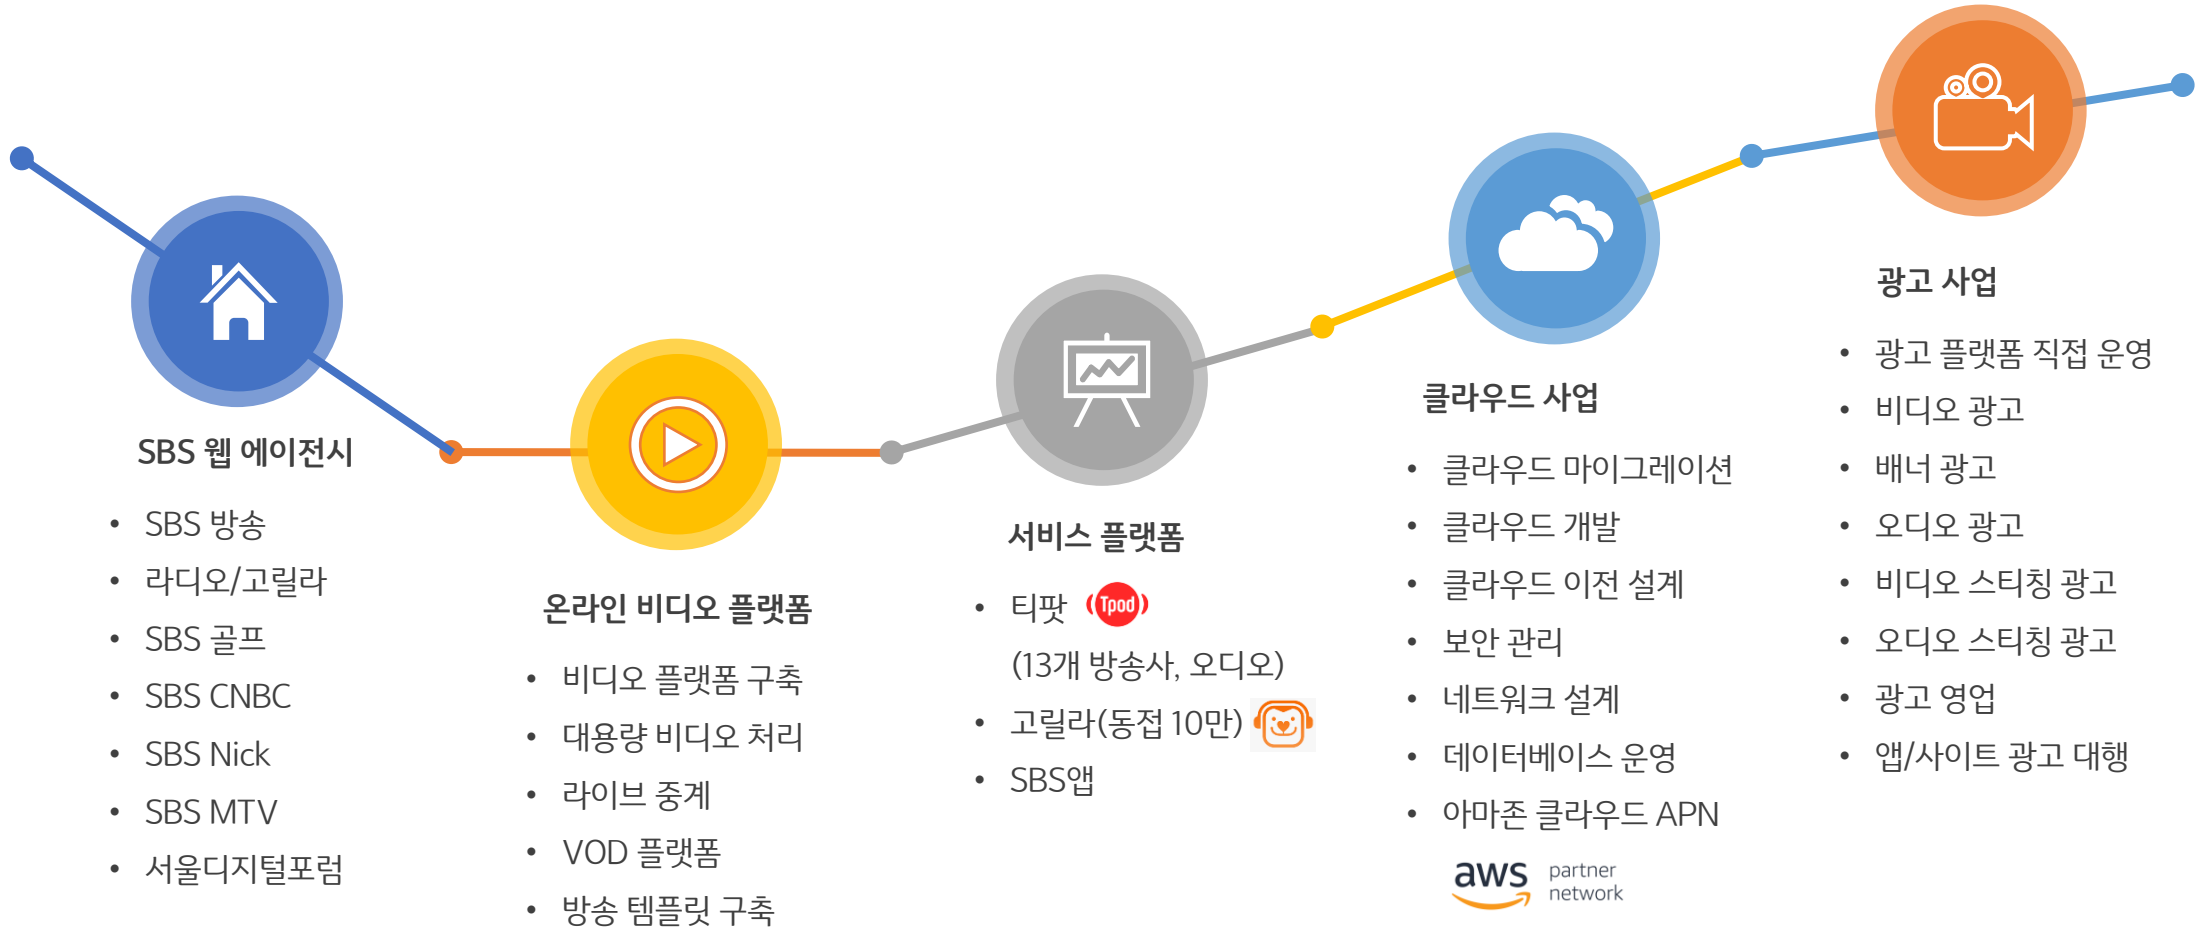 SBS 웹 에이전시
• SBS 방송
• 라디오/고릴라
• SBS 골프
• SBS CNBC
• SBS Nick
• SBS MTV
• 서울디지털포럼
온라인 비디오 플랫폼
• 비디오 플랫폼 구축
• 대용량 비디오 처리
• 라이브 중계
• VOD 플랫폼
• 방송 템플릿 구축
서비스 플랫폼
• 티팟 (Tpod)
(13개 방송사, 오디오)
• 고릴라(동접 10만)
• SBS앱
클라우드 사업
• 클라우드 마이그레이션
• 클라우드 개발
• 클라우드 이전 설계
• 보안 관리
• 네트워크 설계
• 데이터베이스 운영
• 아마존 클라우드 APN
aws partner
network
광고 사업
• 광고 플랫폼 직접 운영
• 비디오 광고
• 배너 광고
• 오디오 광고
• 비디오 스티칭 광고
• 오디오 스티칭 광고
• 광고 영업
• 앱/사이트 광고 대행